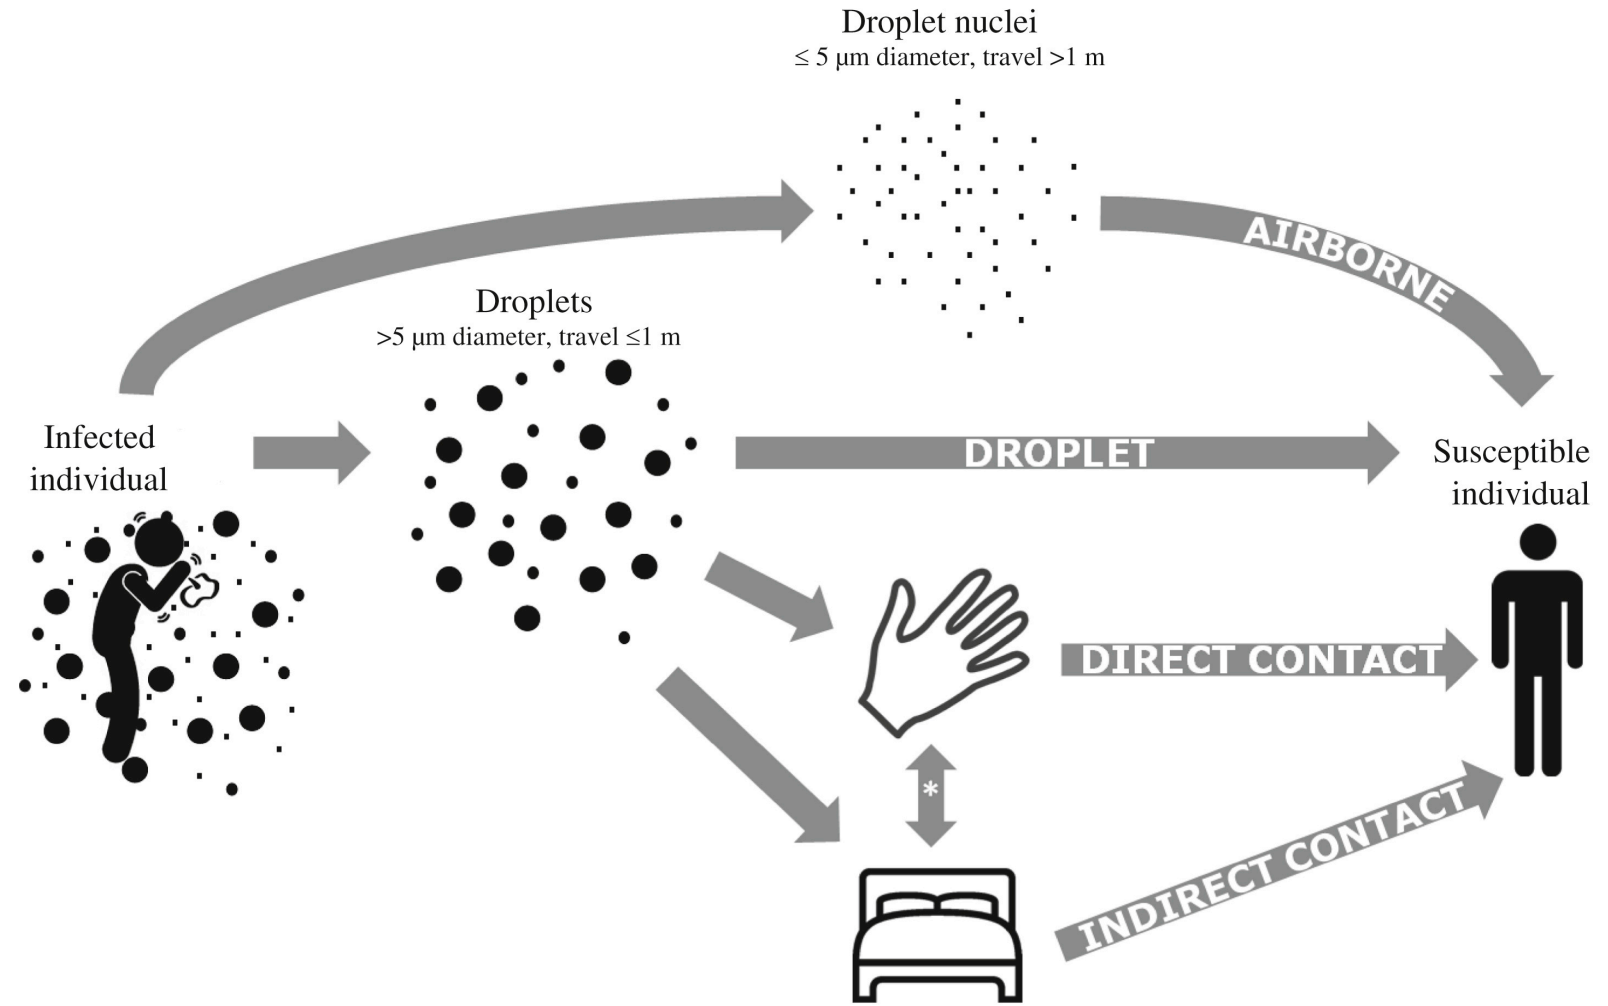 Droplet nuclei
≤ 5 µm diameter, travel >1 m
AIRBORNE
Droplets
>5 µm diameter, travel ≤1 m
Infected
individual
DROPLET
Susceptible
individual
DIRECT CONTACT
*
INDIRECT CONTACT